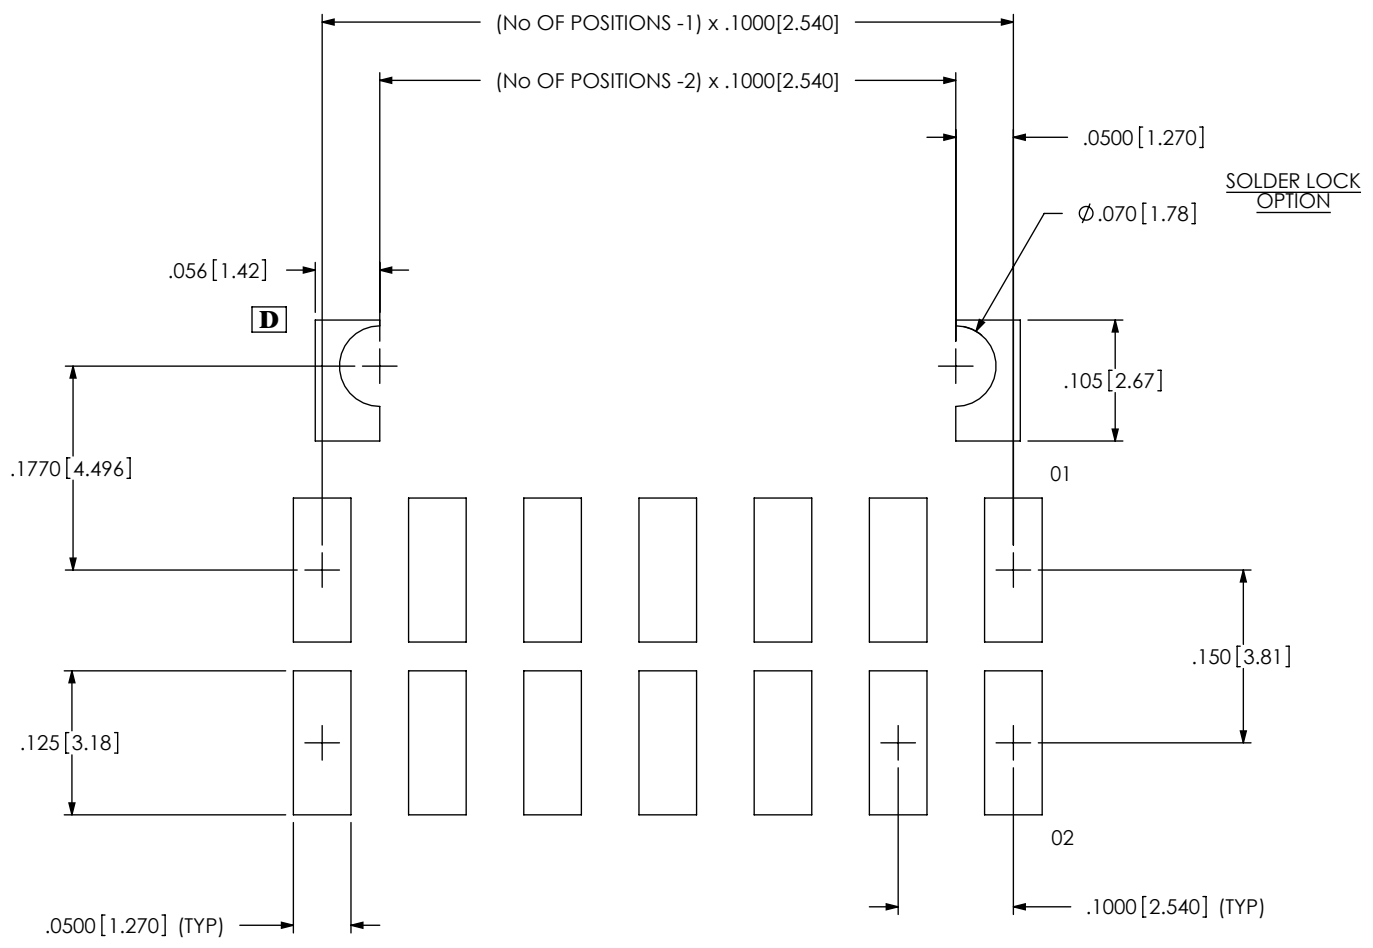 (No OF POSITIONS -1) x .1000[2.540]
(No OF POSITIONS -2) x .1000[2.540]
.0500[1.270]
SOLDER LOCK
OPTION
Ø.070[1.78]
.056[1.42]
D
.105[2.67]
.1770[4.496]
01
.150[3.81]
.125[3.18]
02
.0500[1.270] (TYP)
.1000[2.540] (TYP)